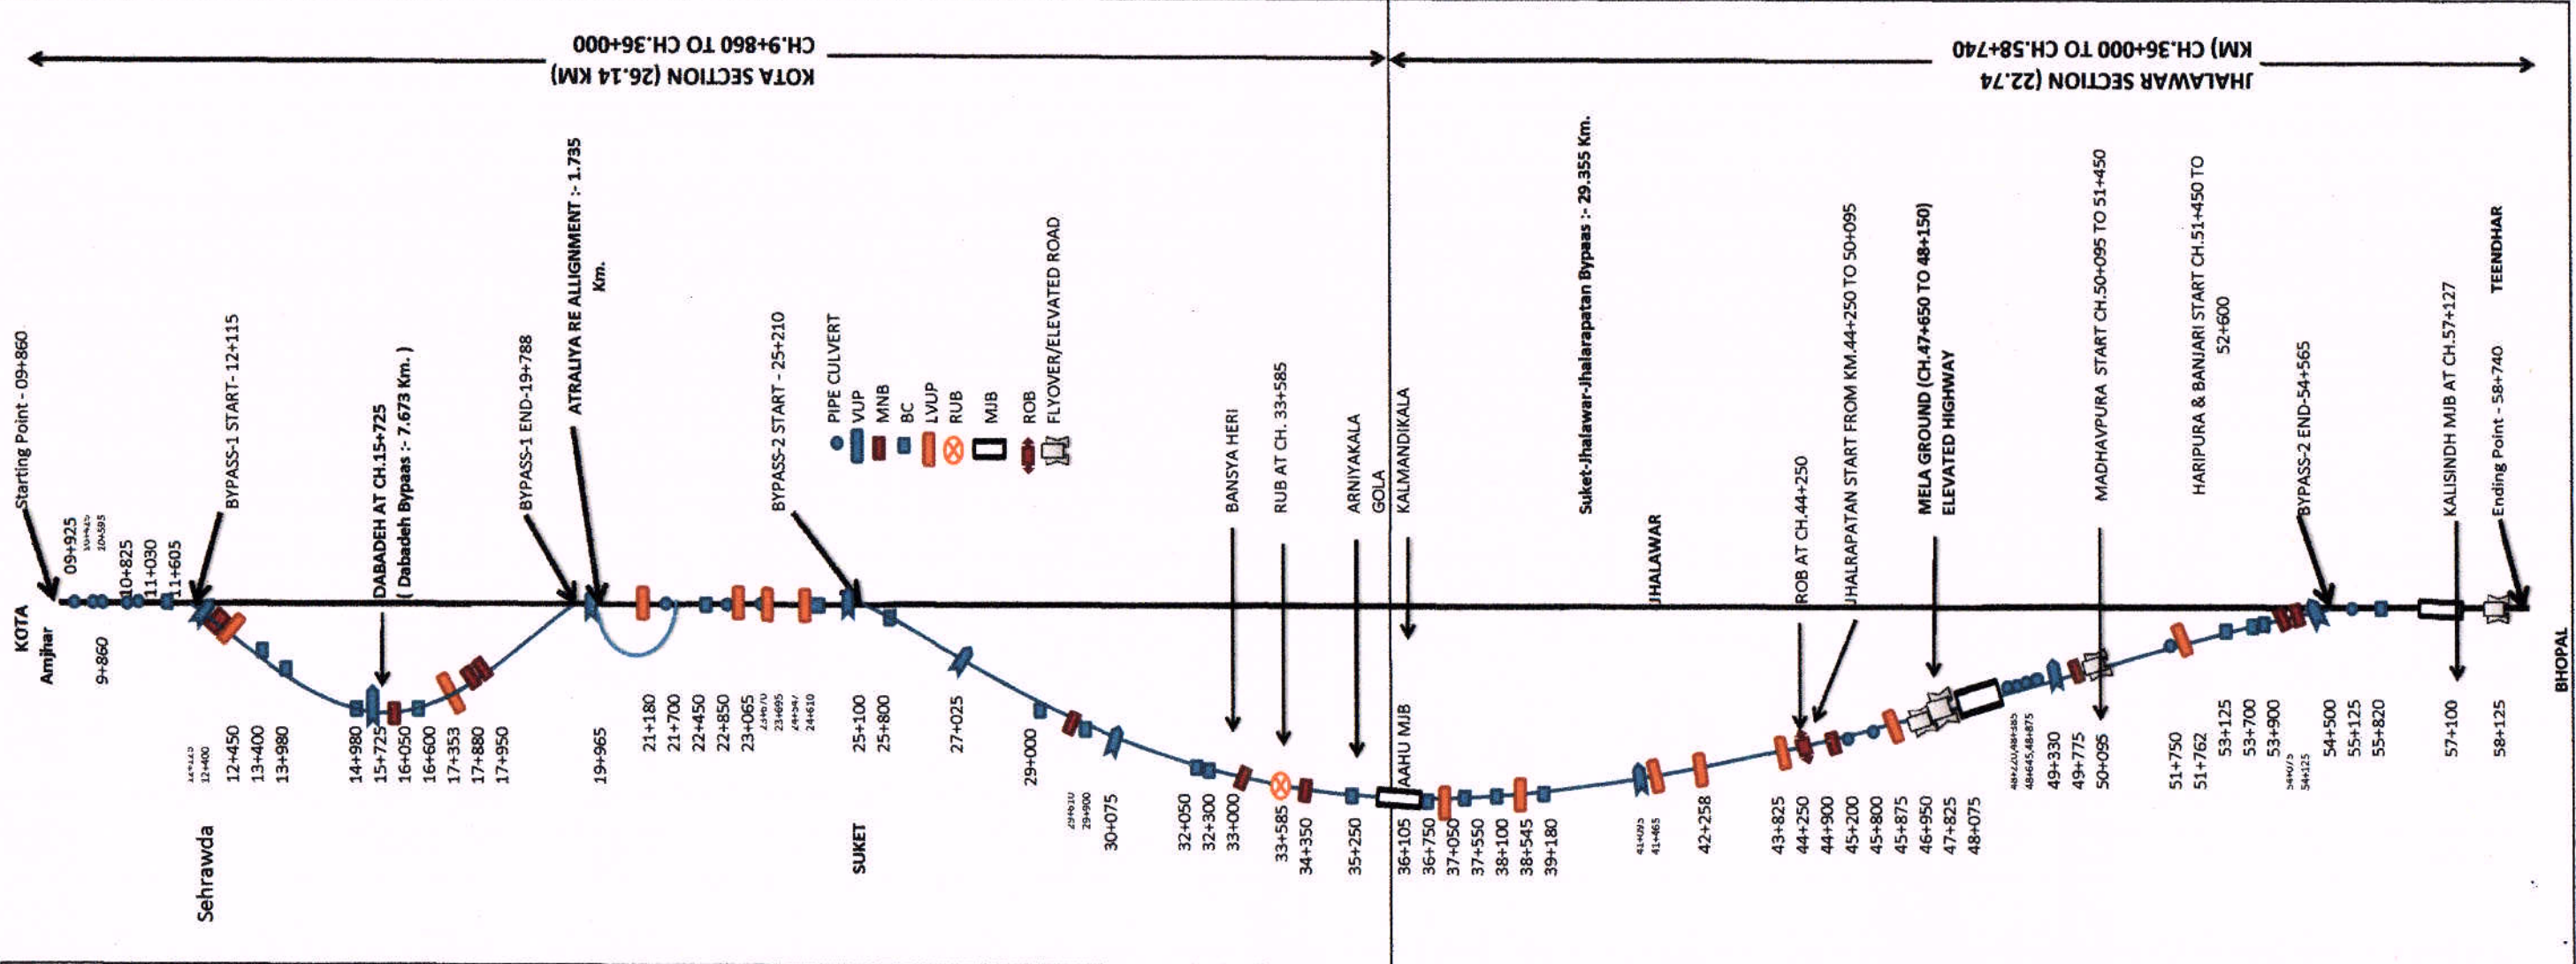 KOTA SECTION (26.14 KM)
CH.9+860 TO CH.36+000
JHALAWAR SECTION (22.74
KM) CH.36+000 TO CH.58+740
Starting Point - 09+860
BYPASS-1 START- 12+115
DABADEH AT CH.15+725
( Dabadeh Bypaas :- 7.673 Km. )
BYPASS-1 END-19+788
ATRALIYA RE ALLIGNMENT :- 1.735
Km.
BYPASS-2 START - 25+210
PIPE CULVERT
VUP
MNB
BC
LVUP
RUB
MJB
ROB
FLYOVER/ELEVATED ROAD
BANSYA HERI
RUB AT CH. 33+585
ARNIYAKALA
GOLA
KALMANDIKALA
Suket-Jhalawar-Jhalarapatan Bypaas :- 29.355 Km.
JHALAWAR
ROB AT CH.44+250
JHALRAPATAN START FROM KM.44+250 TO 50+095
MELA GROUND (CH.47+650 TO 48+150)
ELEVATED HIGHWAY
MADHAVPURA START CH.50+095 TO 51+450
HARIPURA & BANJARI START CH.51+450 TO
52+600
BYPASS-2 END-54+565
KALISINDH MJB AT CH.57+127
Ending Point - 58+740
TEENDHAR
KOTA
Amjhar
9+860
09+925
10+595
10+825
11+030
11+605
12+400
12+450
13+400
13+980
14+980
15+725
16+050
16+600
17+353
17+880
17+950
19+965
21+180
21+700
22+450
22+850
23+065
23+695
24+610
25+100
25+800
27+025
29+000
29+900
30+075
32+050
32+300
33+000
33+585
34+350
35+250
AAHU MJB
36+105
36+750
37+050
37+550
38+100
38+545
39+180
41+465
42+258
43+825
44+250
44+900
45+200
45+800
45+875
46+950
47+825
48+075
48+645,48+875
49+330
49+775
50+095
51+750
51+762
53+125
53+700
53+900
54+125
54+500
55+125
55+820
57+100
58+125
Sehrawda
SUKET
BHOPAL